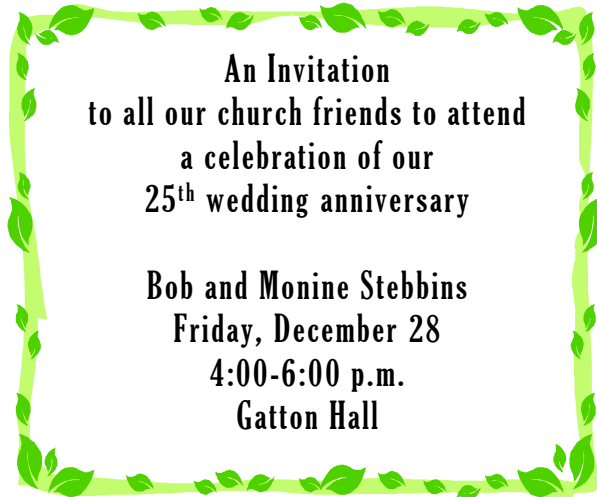 An Invitation
to all our church friends to attend
a celebration of our
25th wedding anniversary
Bob and Monine Stebbins
Friday, December 28
4:00-6:00 p.m.
Gatton Hall